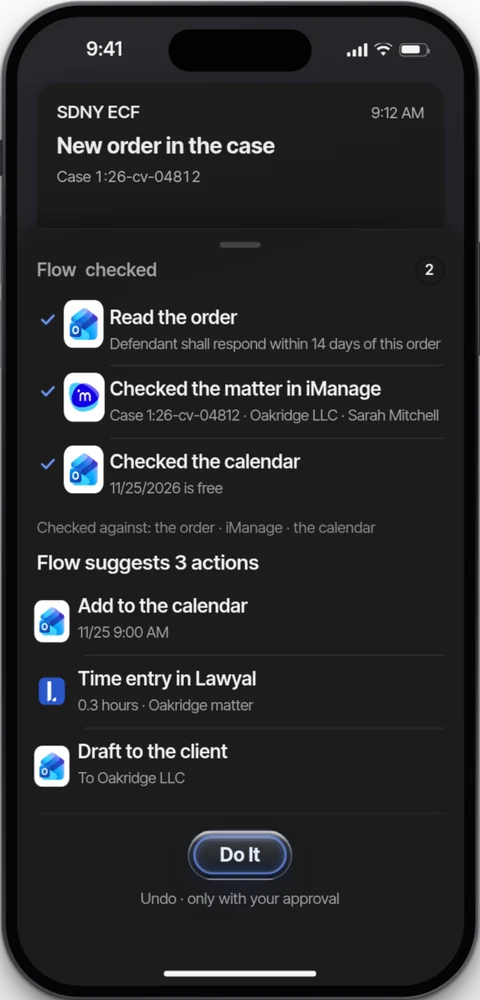 9:41
SDNY ECF
9:12 AM
New order in the case
Case 1:26-cv-04812
Flow checked
2
Read the order
Defendant shall respond within 14 days of this order
Checked the matter in iManage
Case 1:26-cv-04812 · Oakridge LLC · Sarah Mitchell
Checked the calendar
11/25/2026 is free
Checked against: the order · iManage · the calendar
Flow suggests 3 actions
Add to the calendar
11/25 9:00 AM
Time entry in Lawyal
0.3 hours · Oakridge matter
Draft to the client
To Oakridge LLC
Do It
Undo · only with your approval